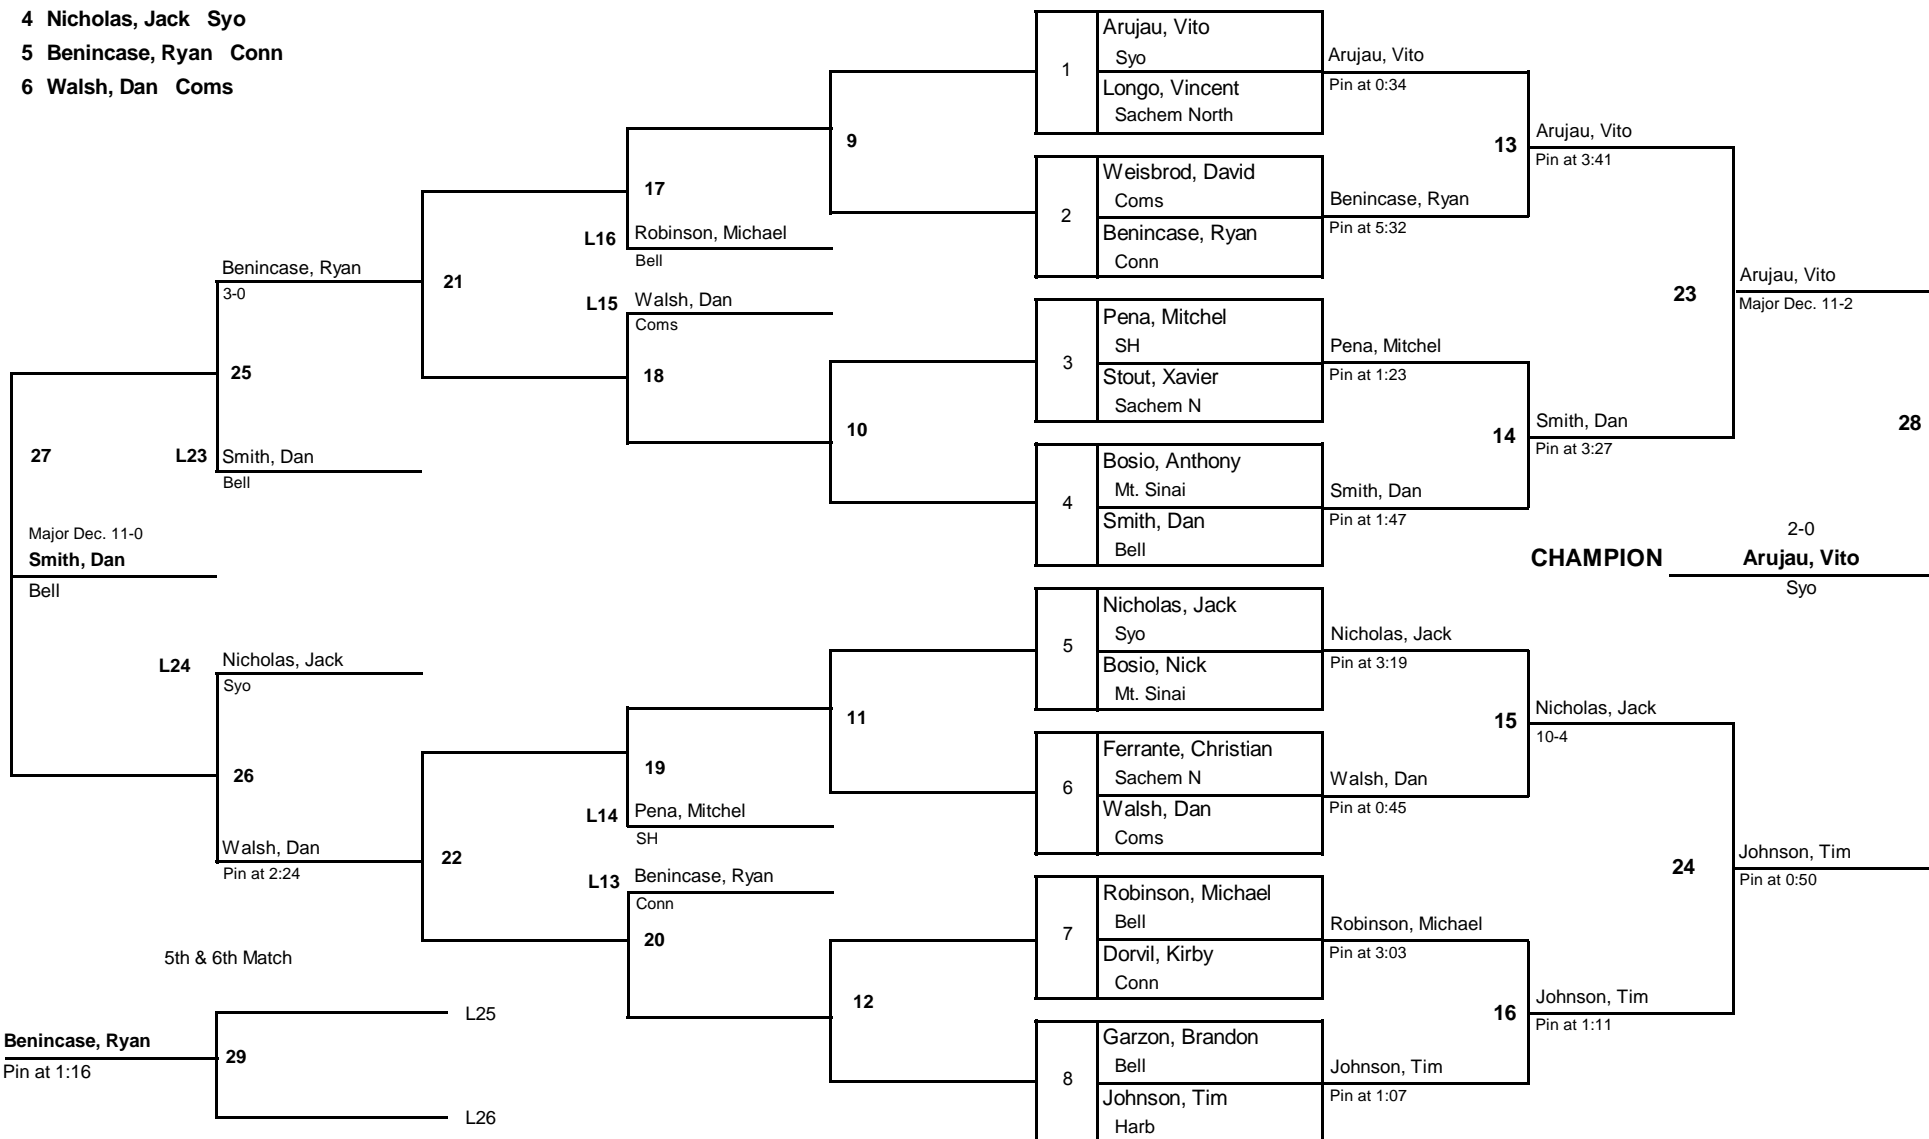 4 Nicholas, Jack Syo
5 Benincase, Ryan Conn
6 Walsh, Dan Coms
1
Arujau, Vito
Syo
Longo, Vincent
Sachem North
Arujau, Vito
Pin at 0:34
2
Weisbrod, David
Coms
Benincase, Ryan
Conn
Benincase, Ryan
Pin at 5:32
3
Pena, Mitchel
SH
Stout, Xavier
Sachem N
Pena, Mitchel
Pin at 1:23
4
Bosio, Anthony
Mt. Sinai
Smith, Dan
Bell
Smith, Dan
Pin at 1:47
5
Nicholas, Jack
Syo
Bosio, Nick
Mt. Sinai
Nicholas, Jack
Pin at 3:19
6
Ferrante, Christian
Sachem N
Walsh, Dan
Coms
Walsh, Dan
Pin at 0:45
7
Robinson, Michael
Bell
Dorvil, Kirby
Conn
Robinson, Michael
Pin at 3:03
8
Garzon, Brandon
Bell
Johnson, Tim
Harb
Johnson, Tim
Pin at 1:07
13
Arujau, Vito
Pin at 3:41
14
Smith, Dan
Pin at 3:27
15
Nicholas, Jack
10-4
16
Johnson, Tim
Pin at 1:11
23
Arujau, Vito
Major Dec. 11-2
24
Johnson, Tim
Pin at 0:50
28
2-0
CHAMPION Arujau, Vito
Syo
9
10
11
12
17
L16 Robinson, Michael
Bell
L15 Walsh, Dan
Coms
18
19
L14 Pena, Mitchel
SH
L13 Benincase, Ryan
Conn
20
21
22
Benincase, Ryan
3-0
25
L23 Smith, Dan
Bell
L24 Nicholas, Jack
Syo
26
Walsh, Dan
Pin at 2:24
27
Major Dec. 11-0
Smith, Dan
Bell
5th & 6th Match
L25
Benincase, Ryan
Pin at 1:16
29
L26